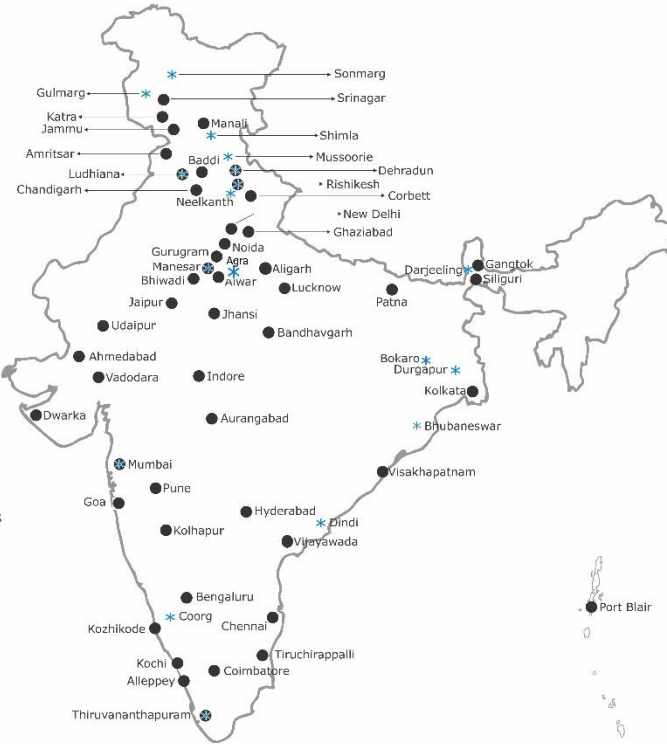 Sonmarg
Gulmarg
Srinagar
Katra
Manali
Jammu
Shimla
Amritsar
Baddi
Mussoorie
Ludhiana
Dehradun
Rishikesh
Chandigarh
Neelkanth
Corbett
New Delhi
Ghaziabad
Noida
Gurugram
Agra
Manesar
Aligarh
Darjeeling
Gangtok
Bhiwadi
Alwar
Siliguri
Lucknow
Patna
Jaipur
Jhansi
Udaipur
Bandhavgarh
Ahmedabad
Bokaro
Durgapur
Vadodara
Indore
Kolkata
Dwarka
Aurangabad
Bhubaneswar
Mumbai
Visakhapatnam
Pune
Goa
Hyderabad
Dindi
Kolhapur
Vijayawada
Bengaluru
Port Blair
Coorg
Chennai
Kozhikode
Tiruchirappalli
Kochi
Coimbatore
Alleppey
Thiruvananthapuram